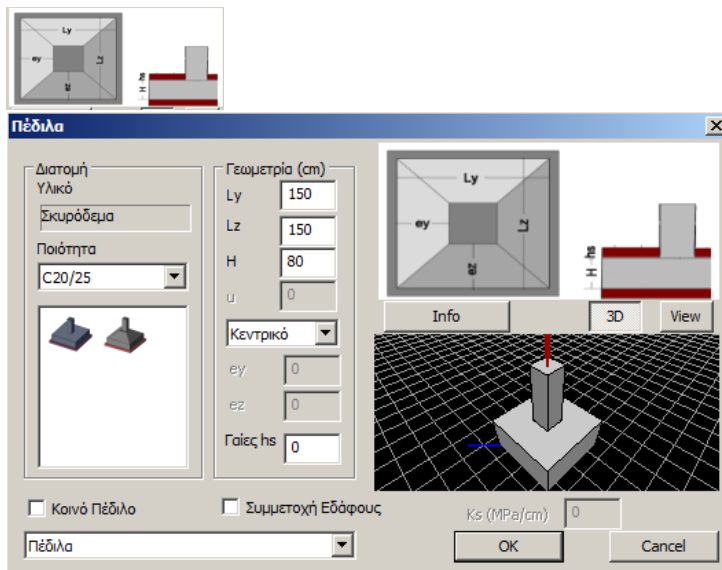 Ly
ey
Lz
ez
H hs
Πέδιλα
Διατομή
Υλικό
Σκυρόδεμα
Ποιότητα
C20/25
Γεωμετρία (cm)
Ly 150
Lz 150
H 80
u 0
Κεντρικό
ey 0
ez 0
Γαίες hs 0
Ly
ey
Lz
ez
H hs
Info 3D View
Κοινό Πέδιλο
Συμμετοχή Εδάφους
Ks (MPa/cm) 0
Πέδιλα
OK Cancel